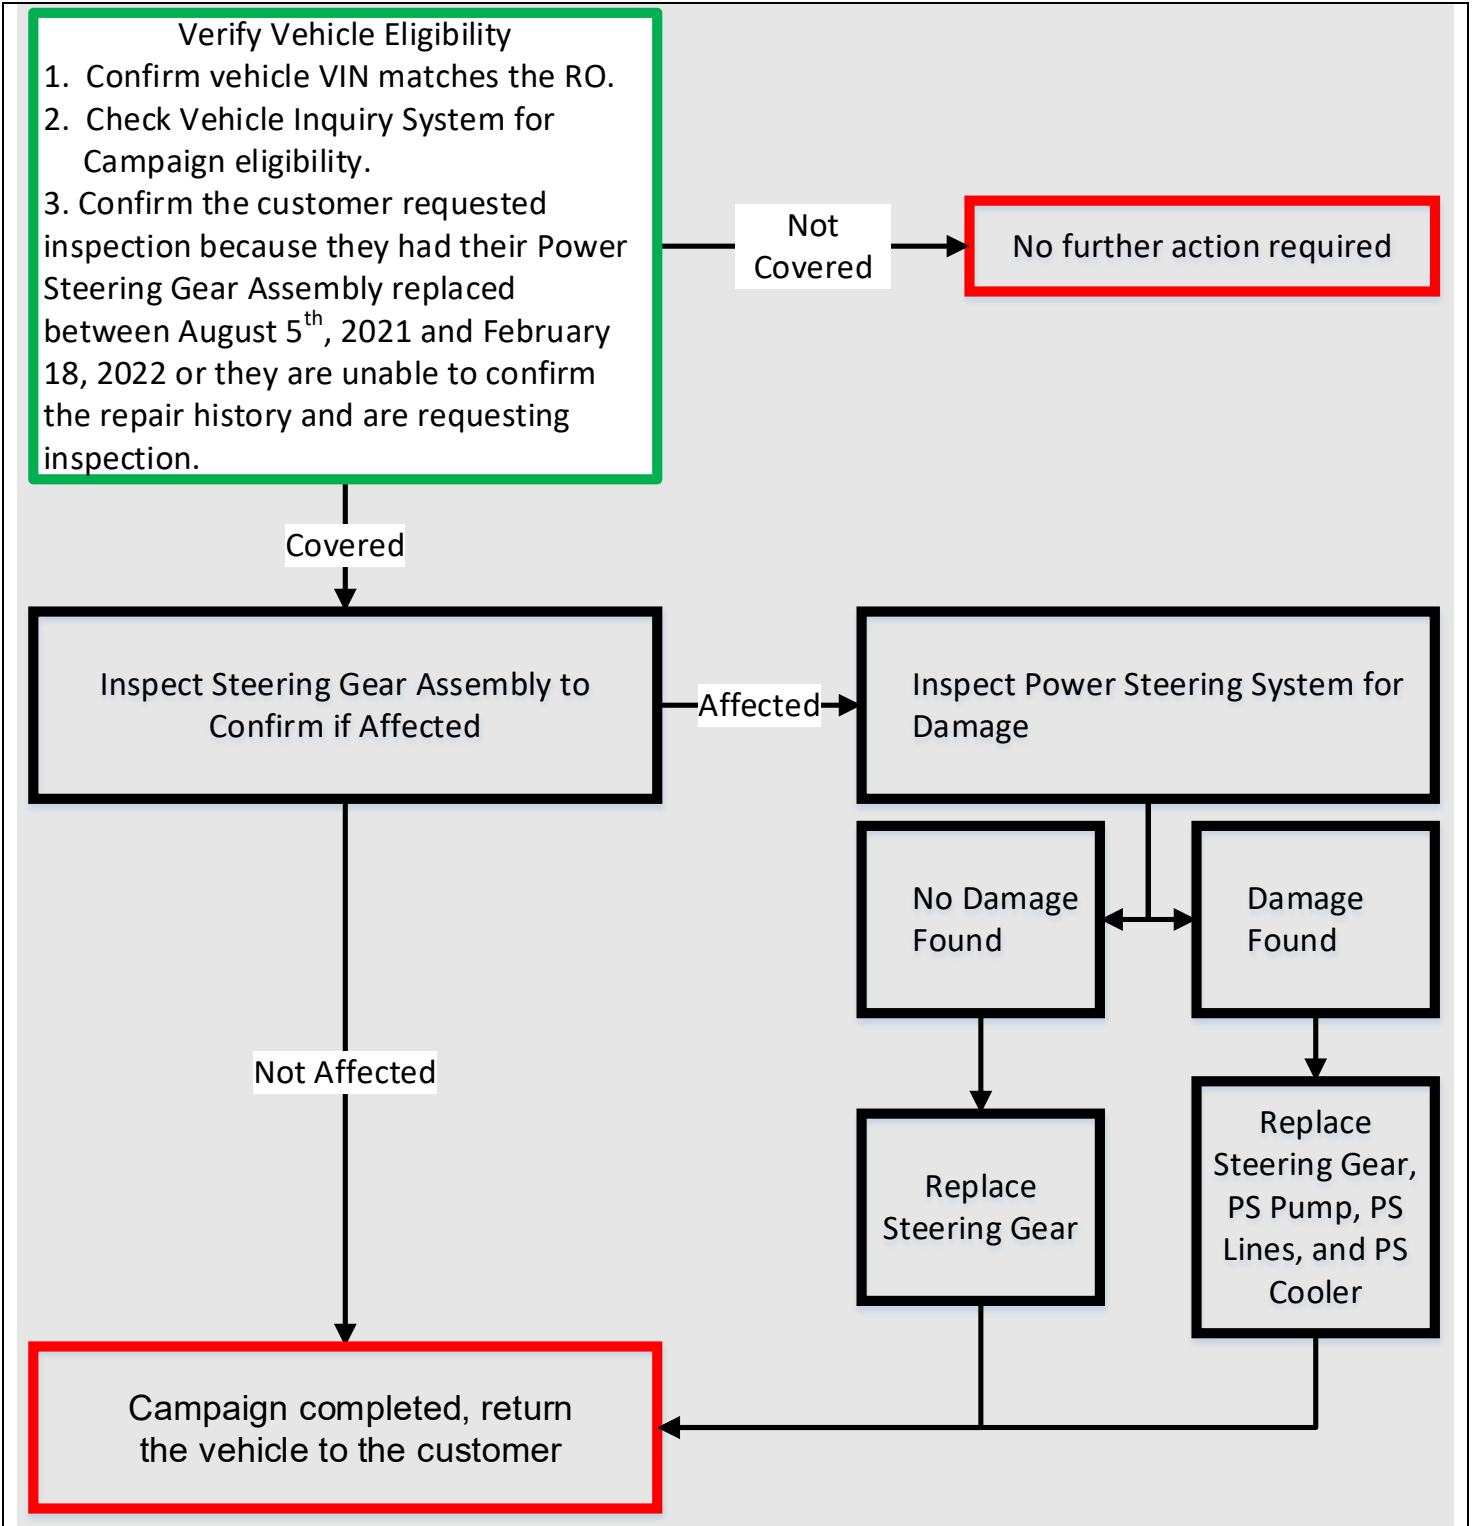 Verify Vehicle Eligibility
1. Confirm vehicle VIN matches the RO.
2. Check Vehicle Inquiry System for
Campaign eligibility.
3. Confirm the customer requested
inspection because they had their Power
Steering Gear Assembly replaced
between August 5th, 2021 and February
18, 2022 or they are unable to confirm
the repair history and are requesting
inspection.
Not
Covered
No further action required
Covered
Inspect Steering Gear Assembly to
Confirm if Affected
Affected
Inspect Power Steering System for
Damage
No Damage
Found
Damage
Found
Not Affected
Replace
Steering Gear
Replace
Steering Gear,
PS Pump, PS
Lines, and PS
Cooler
Campaign completed, return
the vehicle to the customer